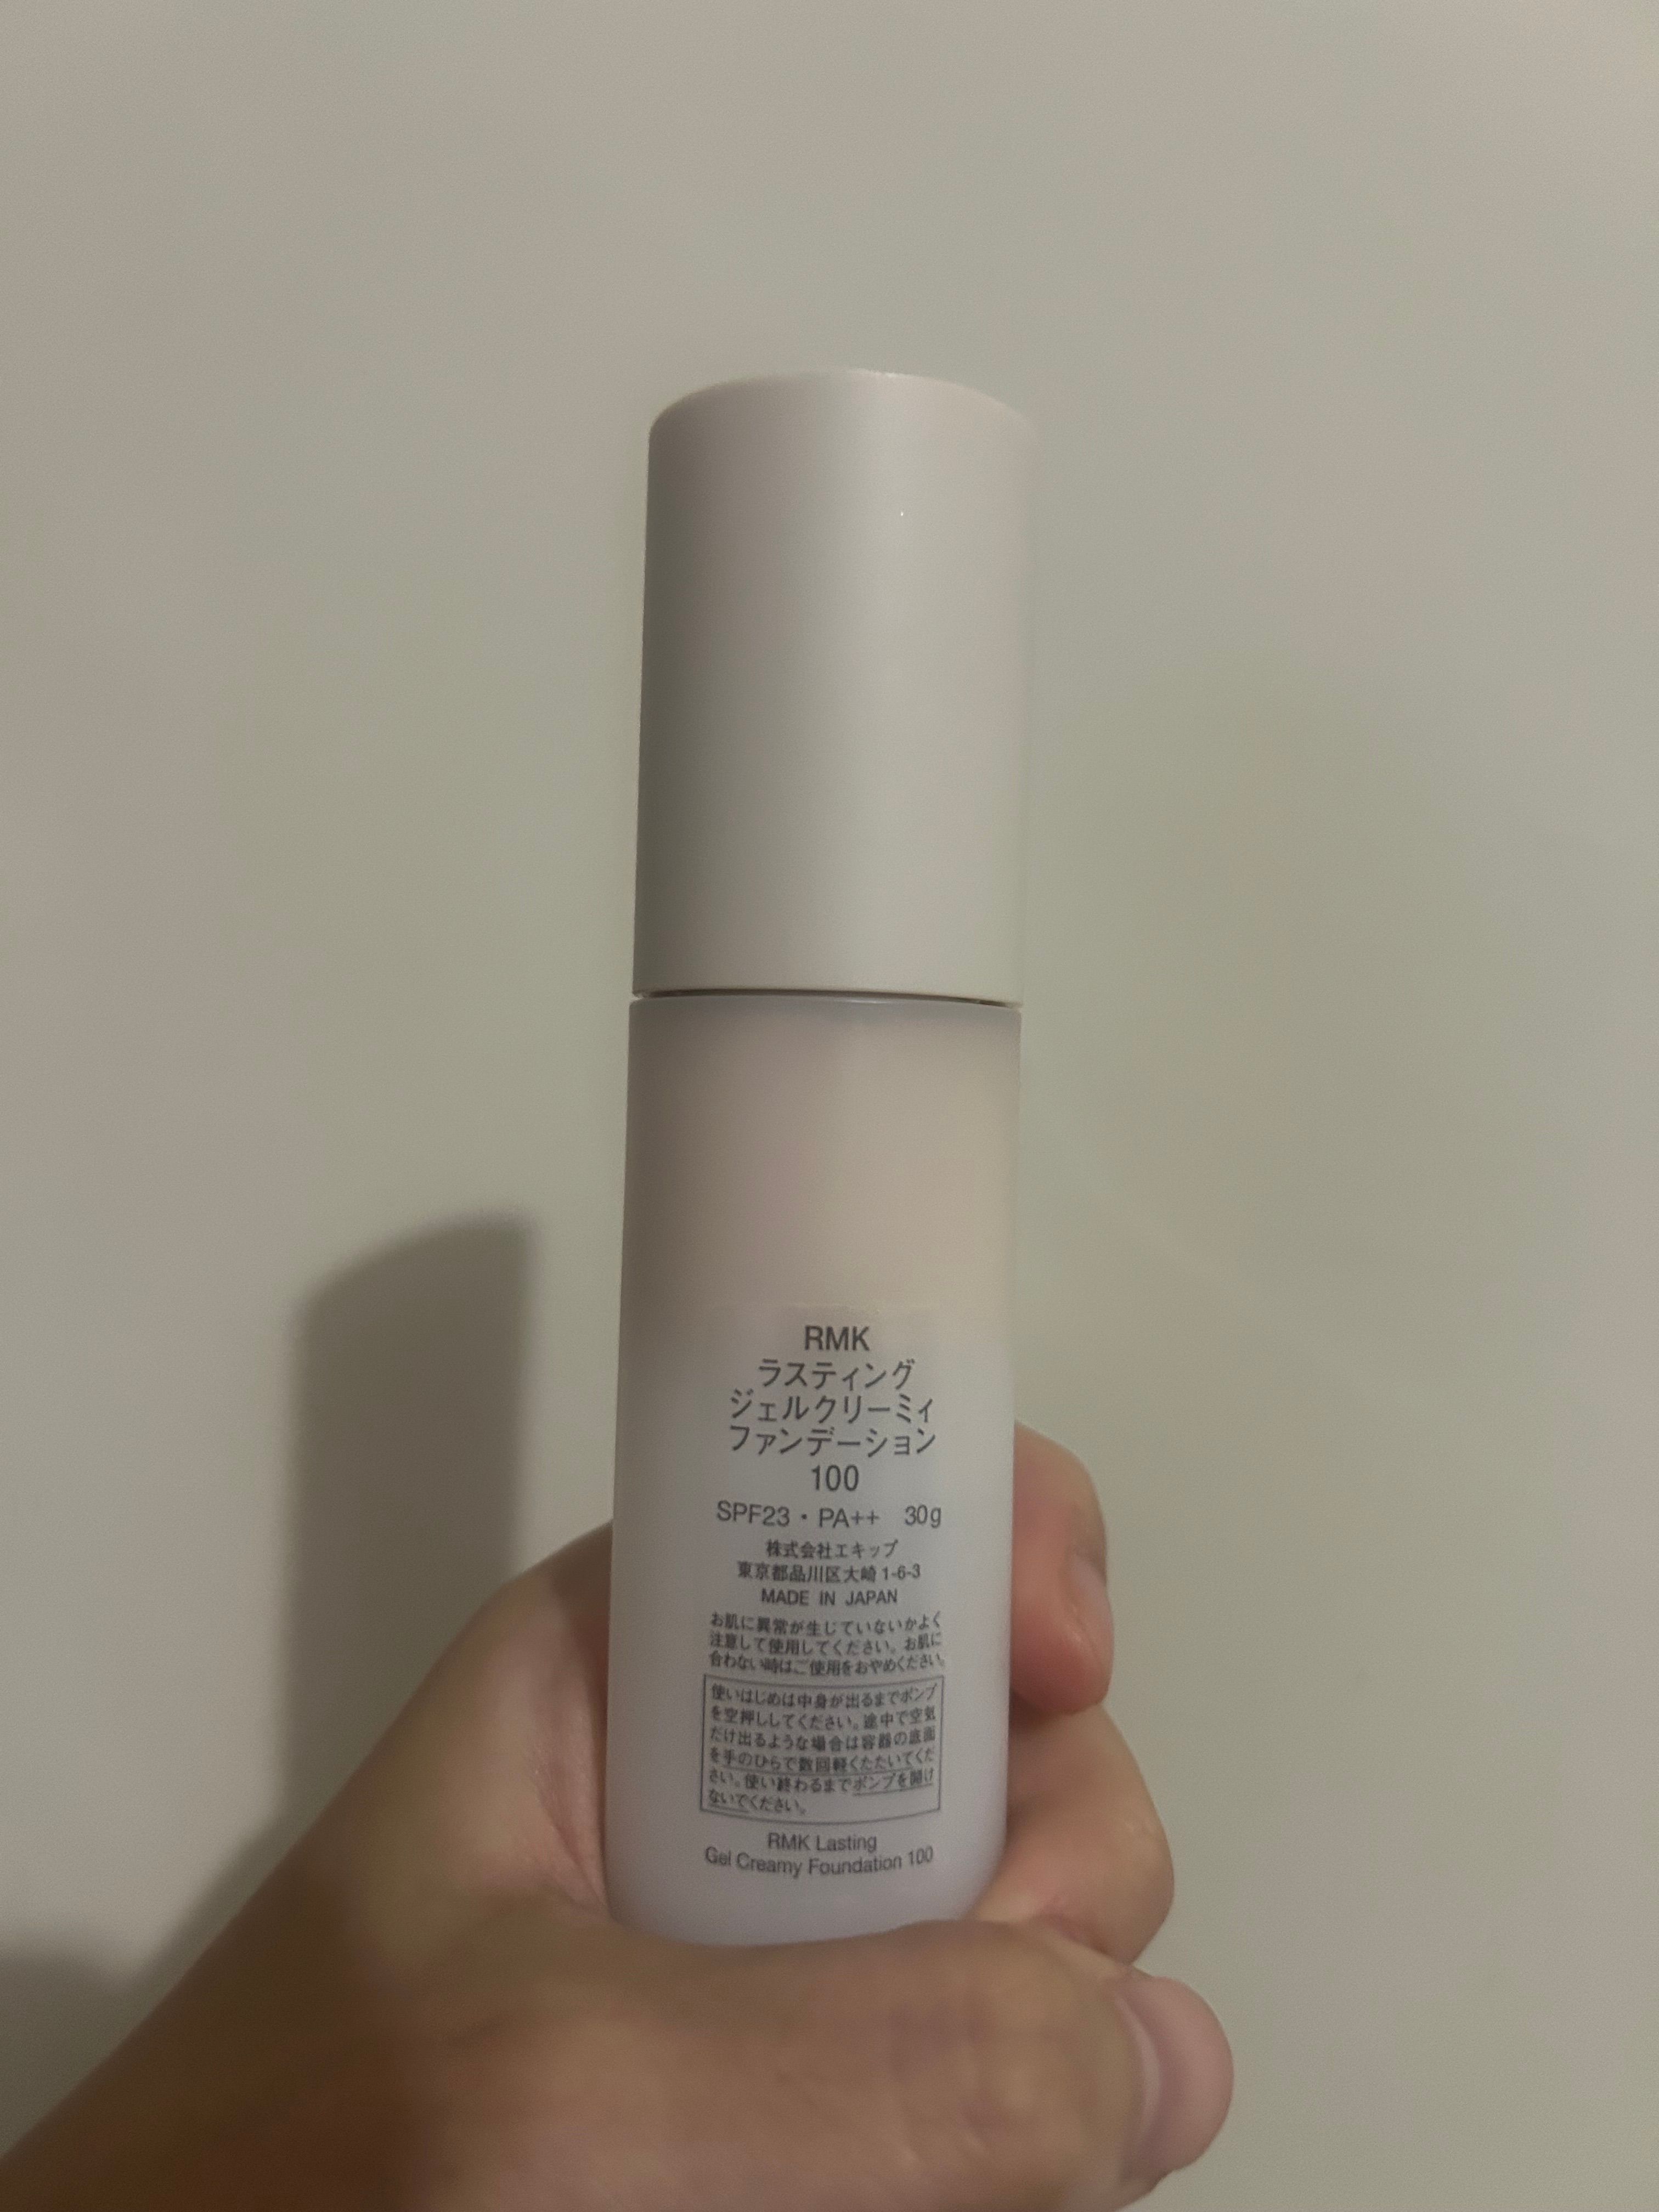 RMK
ラスティング
ジェルクリーミィ
ファンデーション
100
SPF23・PA++ 30g
株式会社エキップ
東京都品川区大崎1-6-3
MADE IN JAPAN
お肌に異常が生じていないかよく
注意して使用してください。お肌に
合わない時はご使用をおやめください。
使いはじめは中身が出るまでポンプ
を空押ししてください。途中で空気
だけ出るような場合は容器の底面
を手のひらで数回軽くたたいてくだ
さい。使い終わるまでポンプを開け
ないでください。
RMK Lasting
Gel Creamy Foundation 100